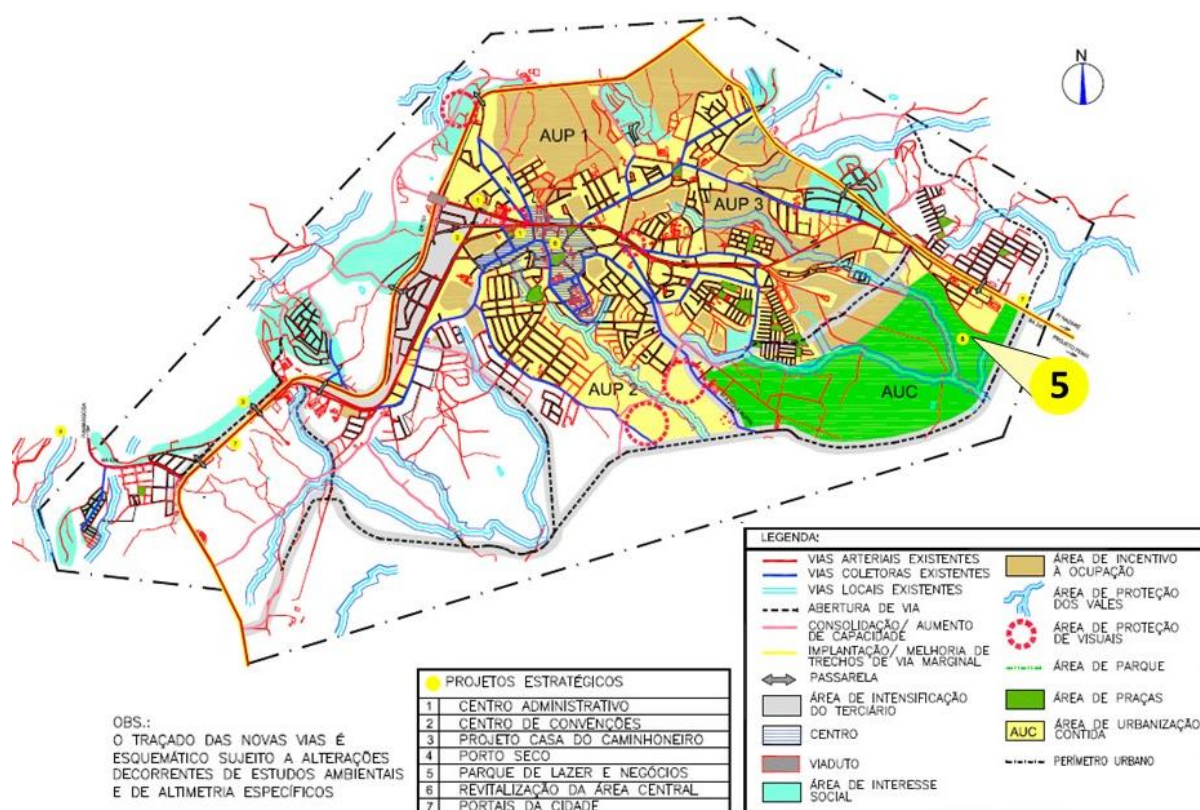 N
AUP 1
AUP 3
AUP 2
AUC
5
LEGENDA:
VIAS ARTERIAIS EXISTENTES
VIAS COLETORAS EXISTENTES
VIAS LOCAIS EXISTENTES
ABERTURA DE VIA
CONSOLIDAÇÃO/ AUMENTO
DE CAPACIDADE
IMPLANTAÇÃO/ MELHORIA DE
TRECHOS DE VIA MARGINAL
PASSARELA
ÁREA DE INTENSIFICAÇÃO
DO TERCIÁRIO
CENTRO
VIADUTO
ÁREA DE INTERESSE
SOCIAL
ÁREA DE INCENTIVO
À OCUPAÇÃO
ÁREA DE PROTEÇÃO
DOS VALES
ÁREA DE PROTEÇÃO
DE VISUAIS
ÁREA DE PARQUE
ÁREA DE PRAÇAS
AUC
ÁREA DE URBANIZAÇÃO
CONTIDA
PERÍMETRO URBANO
PROJETOS ESTRATÉGICOS
1 CENTRO ADMINISTRATIVO
2 CENTRO DE CONVENÇÕES
3 PROJETO CASA DO CAMINHONEIRO
4 PORTO SECO
5 PARQUE DE LAZER E NEGÓCIOS
6 REVITALIZAÇÃO DA ÁREA CENTRAL
7 PORTAIS DA CIDADE
OBS.:
O TRAÇADO DAS NOVAS VIAS É
ESQUEMÁTICO SUJEITO A ALTERAÇÕES
DECORRENTES DE ESTUDOS AMBIENTAIS
E DE ALTIMETRIA ESPECÍFICOS